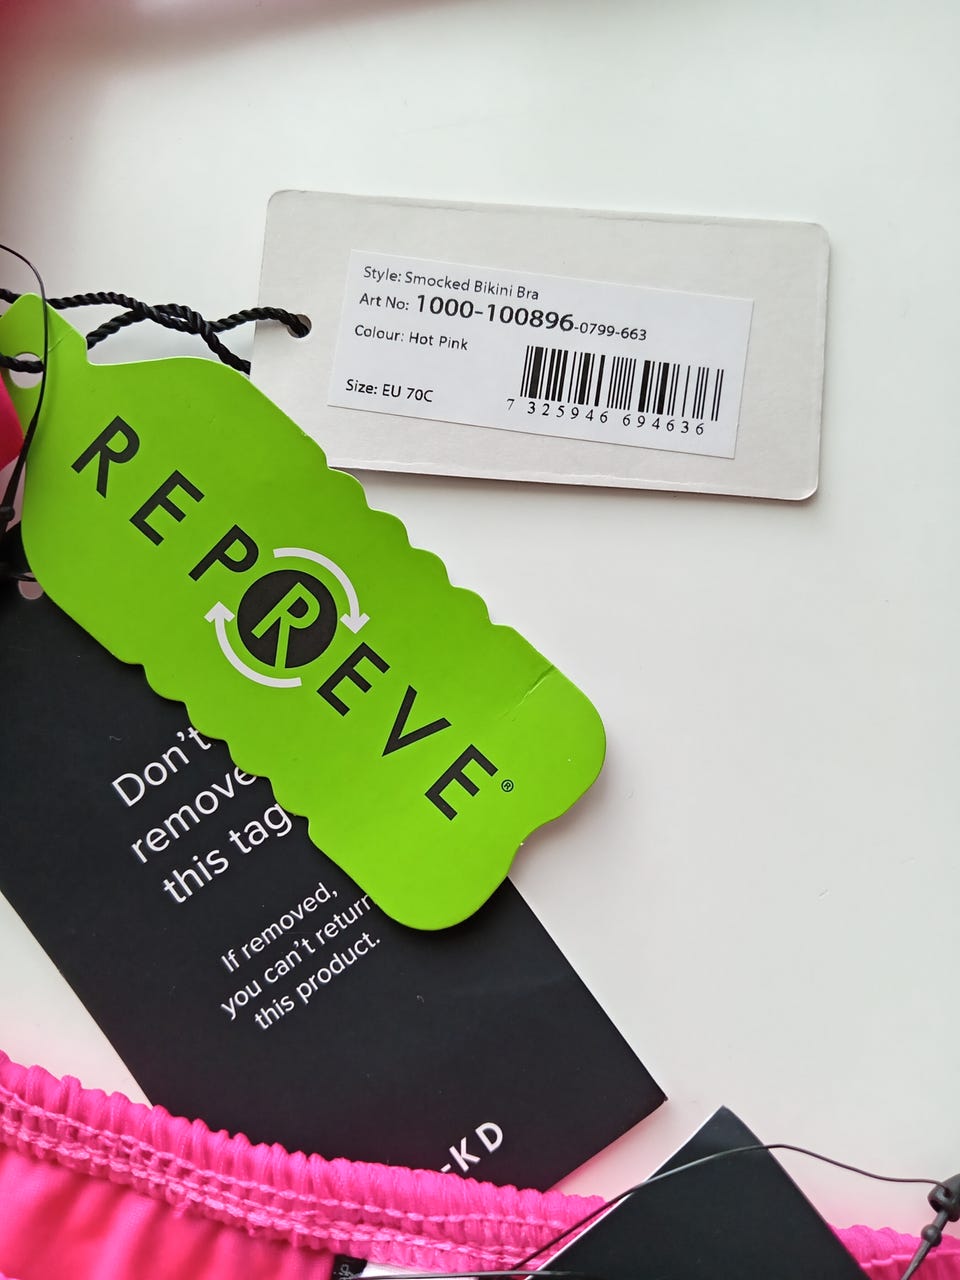 Style: Smocked Bikini Bra
Art No: 1000-100896-0799-663
Colour: Hot Pink
Size: EU 70C
7 325946 694636
REPREVE®
R
Don't
remove
this tag
If removed,
you can't return
this product.
-KD